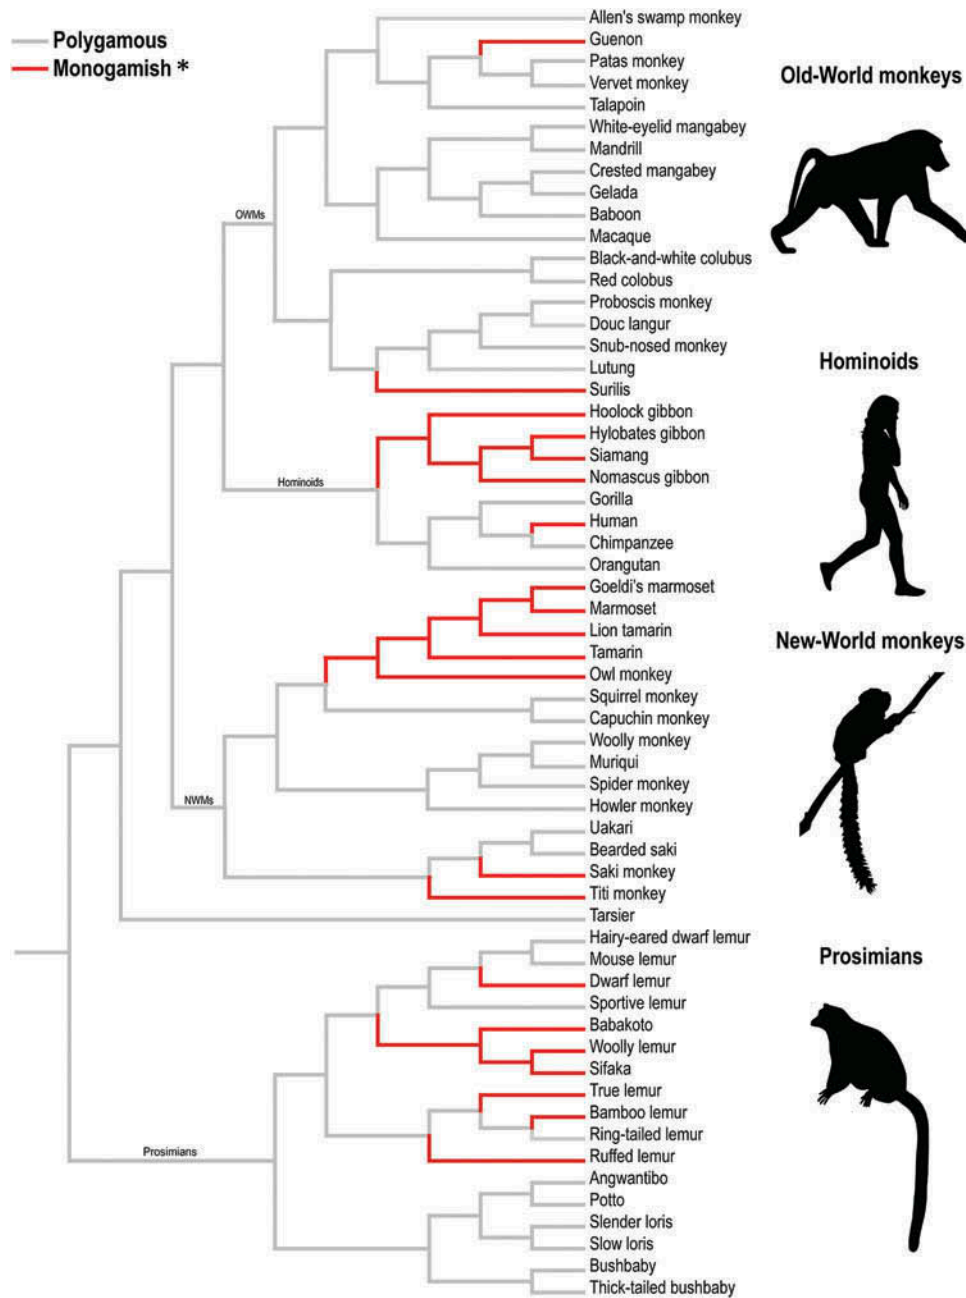 Polygamous
Monogamish *
Allen's swamp monkey
Guenon
Patas monkey
Vervet monkey
Talapoin
White-eyelid mangabey
Mandrill
Crested mangabey
Gelada
Baboon
Macaque
Black-and-white colubus
Red colobus
Proboscis monkey
Douc langur
Snub-nosed monkey
Lutung
Surilis
Hoolock gibbon
Hylobates gibbon
Siamang
Nomascus gibbon
Gorilla
Human
Chimpanzee
Orangutan
Goeldi's marmoset
Marmoset
Lion tamarin
Tamarin
Owl monkey
Squirrel monkey
Capuchin monkey
Woolly monkey
Muriqui
Spider monkey
Howler monkey
Uakari
Bearded saki
Saki monkey
Titi monkey
Tarsier
Hairy-eared dwarf lemur
Mouse lemur
Dwarf lemur
Sportive lemur
Babakoto
Woolly lemur
Sifaka
True lemur
Bamboo lemur
Ring-tailed lemur
Ruffed lemur
Angwantibo
Potto
Slender loris
Slow loris
Bushbaby
Thick-tailed bushbaby
OWMs
Hominoids
NWMs
Prosimians
Old-World monkeys
Hominoids
New-World monkeys
Prosimians